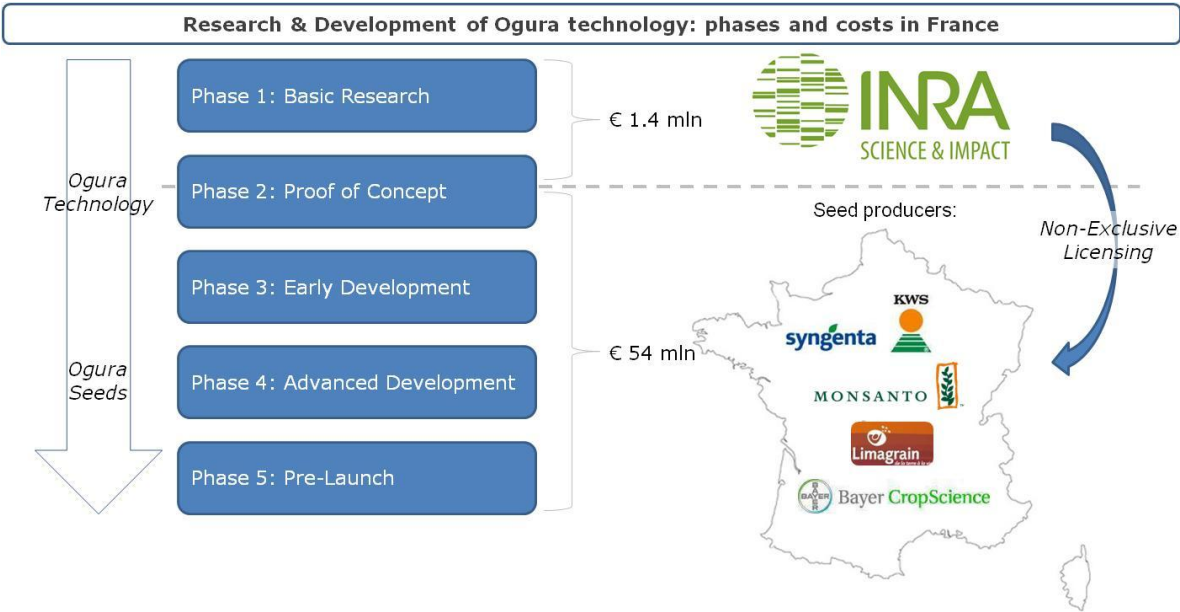 Research & Development of Ogura technology: phases and costs in France
Phase 1: Basic Research
€ 1.4 mln
INRA
SCIENCE & IMPACT
Ogura
Technology
Phase 2: Proof of Concept
Seed producers:
Non-Exclusive
Licensing
Phase 3: Early Development
KWS
syngenta
€ 54 mln
Ogura
Seeds
Phase 4: Advanced Development
MONSANTO
Limagrain
Phase 5: Pre-Launch
BAYER
BAYER
Bayer CropScience